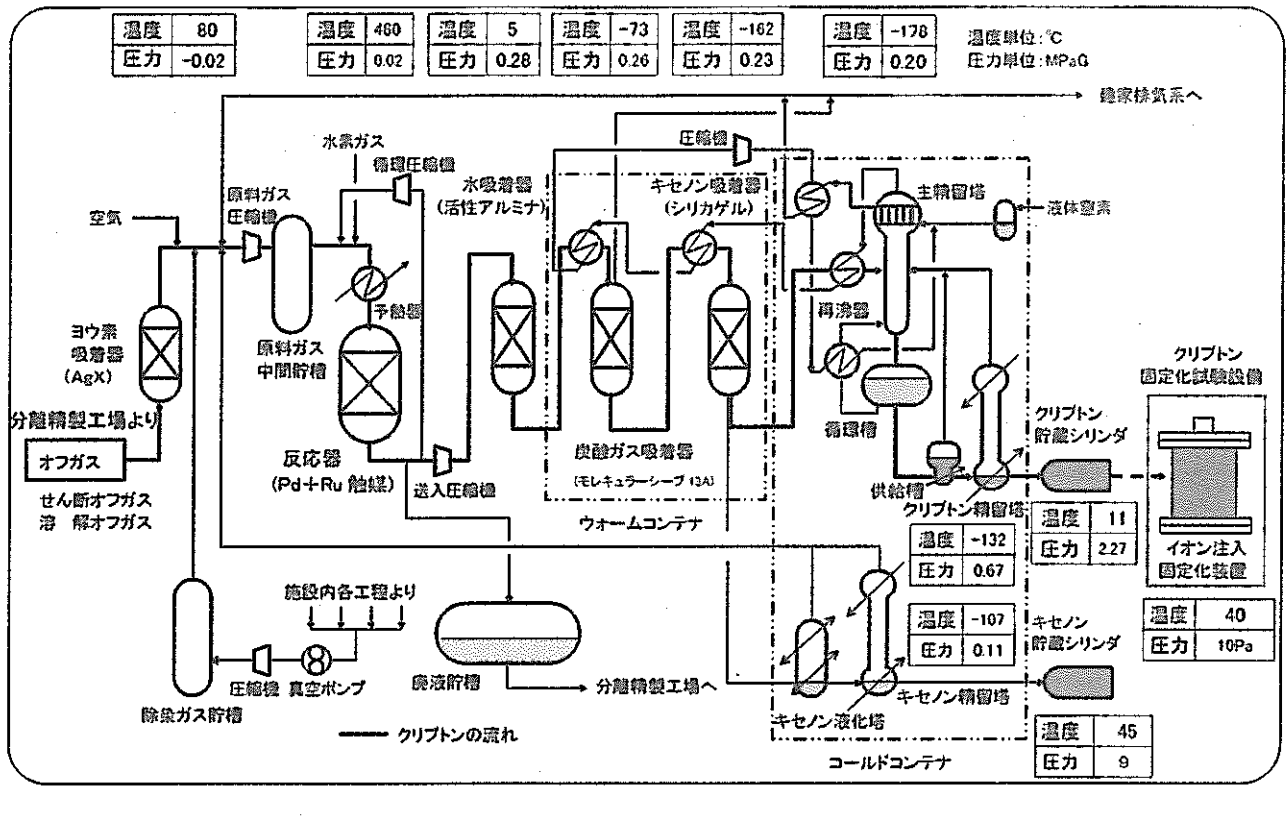 温度 80
圧力 -0.02
温度 460
圧力 0.02
温度 5
圧力 0.28
温度 -73
圧力 0.26
温度 -162
圧力 0.23
温度 -178
圧力 0.20
温度単位:℃
圧力単位:MPaG
排気系へ
水素ガス
循環圧縮機
原料ガス
圧縮機
空気
水吸着器
(活性アルミナ)
圧縮機
キセノン吸着器
(シリカゲル)
主精留塔
液体窒素
予熱器
再沸器
ヨウ素
吸着器
(AgX)
原料ガス
中間貯槽
分離精製工場より
オフガス
せん断オフガス
溶 解オフガス
反応器
(Pd+Ru 触媒)
送入圧縮機
炭酸ガス吸着器
(モレキュラーシーブ 13A)
ウォームコンテナ
循環槽
供給槽
クリプトン精留塔
クリプトン
貯蔵シリンダ
クリプトン
固定化試験設備
イオン注入
固定化装置
温度 11
圧力 2.27
温度 -132
圧力 0.67
温度 -107
圧力 0.11
温度 40
圧力 10Pa
施設内各工程より
圧縮機
真空ポンプ
除染ガス貯槽
廃液貯槽
分離精製工場へ
キセノン
貯蔵シリンダ
キセノン精留塔
キセノン液化塔
クリプトンの流れ
コールドコンテナ
温度 45
圧力 9